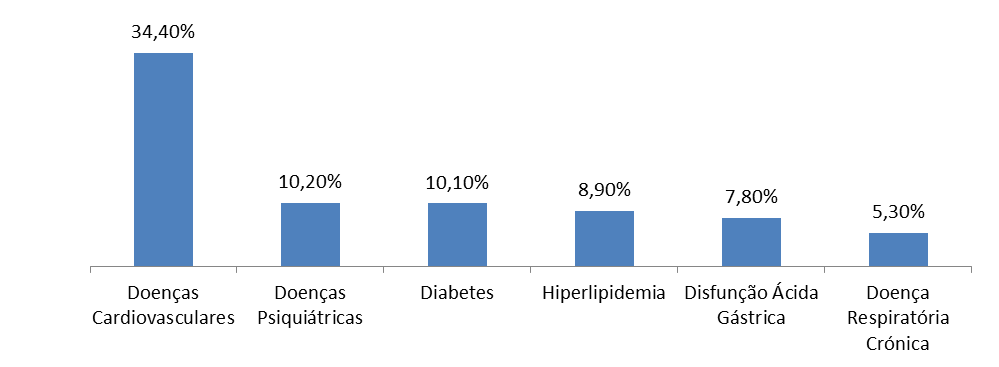 34,40%
10,20%
10,10%
8,90%
7,80%
5,30%
Doenças
Cardiovasculares
Doenças
Psiquiátricas
Diabetes
Hiperlipidemia
Disfunção Ácida
Gástrica
Doença
Respiratória
Crónica